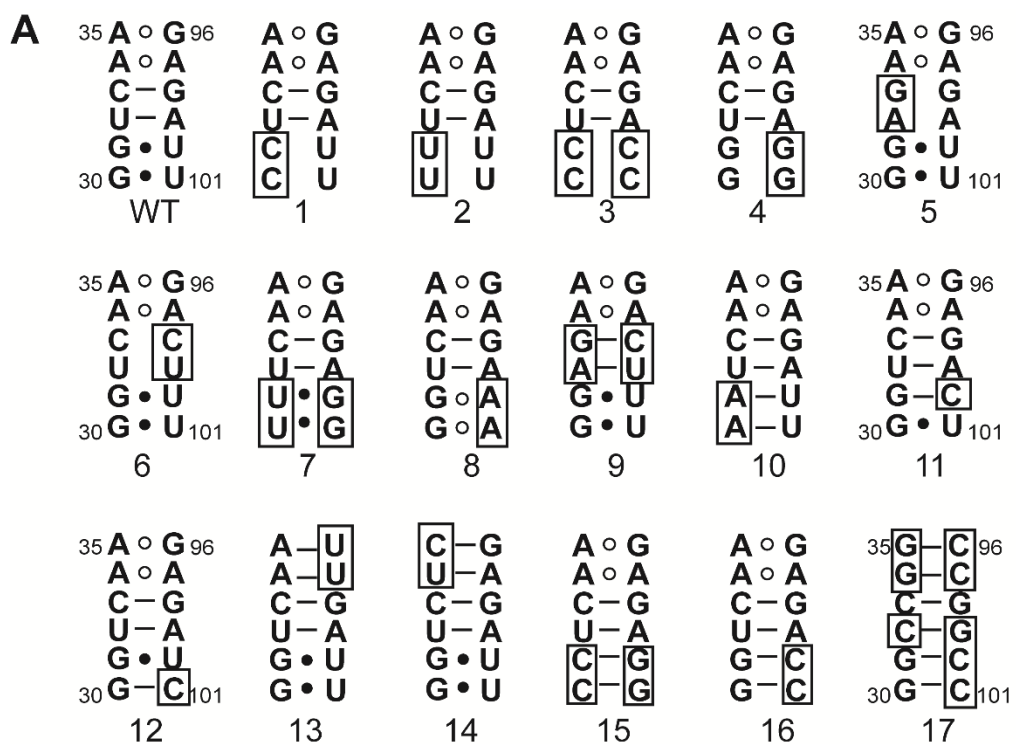 A
35 A ○ G 96 A ○ G A ○ G A ○ G A ○ G 35 A ○ G 96
A ○ A A ○ A A ○ A A ○ A A ○ A A ○ A
C – G C – G C – G C – G C – G G G
U – A U – A U – A U – A U – A A A
G • U C U U U C C G G G • U
30 G • U 101 C U U U C C G G 30 G • U 101
WT 1 2 3 4 5
35 A ○ G 96 A ○ G A ○ G A ○ G A ○ G 35 A ○ G 96
A ○ A A ○ A A ○ A A ○ A A ○ A A ○ A
C C C – G C – G G – C C – G C – G
U U U – A U – A A – U U – A U – A
G • U U • G G ○ A G • U A – U G – C
30 G • U 101 U • G G ○ A G • U A – U 30 G • U 101
6 7 8 9 10 11
35 A ○ G 96 A – U C – G A ○ G A ○ G 35 G – C 96
A ○ A A – U U – A A ○ A A ○ A G – C
C – G C – G C – G C – G C – G C G
U – A U – A U – A U – A U – A C – G
G • U G • U G • U C – G G – C G – C
30 G – C 101 G • U G • U C – G G – C 30 G – C 101
12 13 14 15 16 17